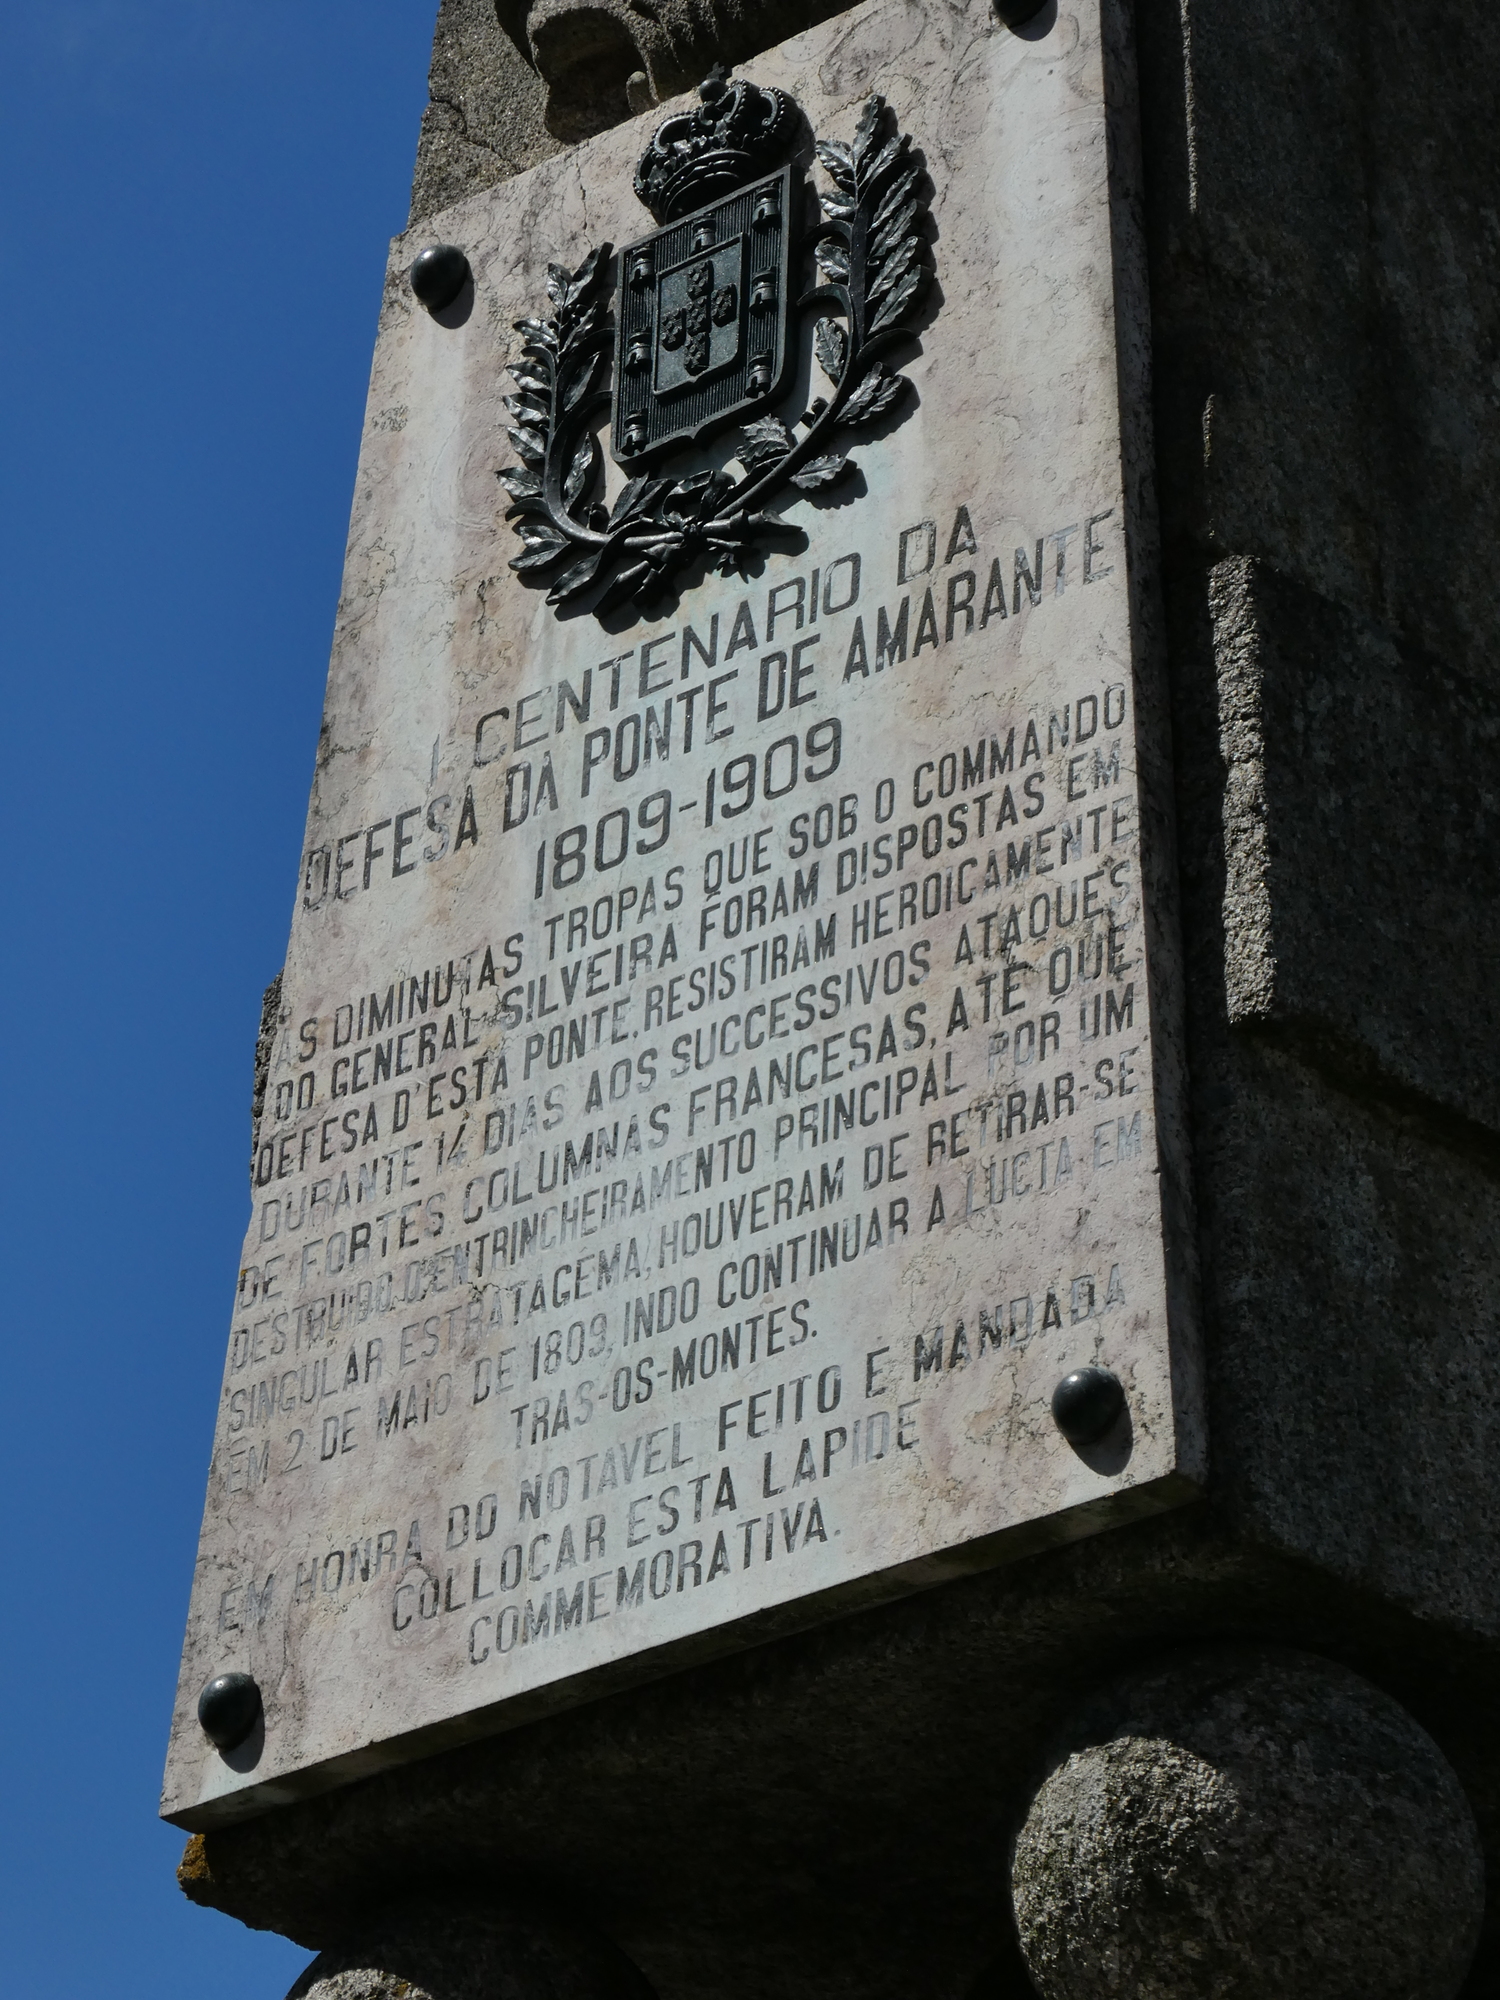 I CENTENARIO DA
DEFESA DA PONTE DE AMARANTE
1809-1909
AS DIMINUTAS TROPAS QUE SOB O COMMANDO
DO GENERAL SILVEIRA FORAM DISPOSTAS EM
DEFESA D'ESTA PONTE, RESISTIRAM HEROICAMENTE
DURANTE 14 DIAS AOS SUCCESSIVOS ATAQUES
DE FORTES COLUMNAS FRANCESAS, ATÉ QUE,
DESTRUIDO O ENTRINCHEIRAMENTO PRINCIPAL POR UM
SINGULAR ESTRATAGEMA, HOUVERAM DE RETIRAR-SE
EM 2 DE MAIO DE 1809, INDO CONTINUAR A LUCTA EM
TRAS-OS-MONTES.
EM HONRA DO NOTAVEL FEITO E MANDADA
COLLOCAR ESTA LAPIDE
COMMEMORATIVA.